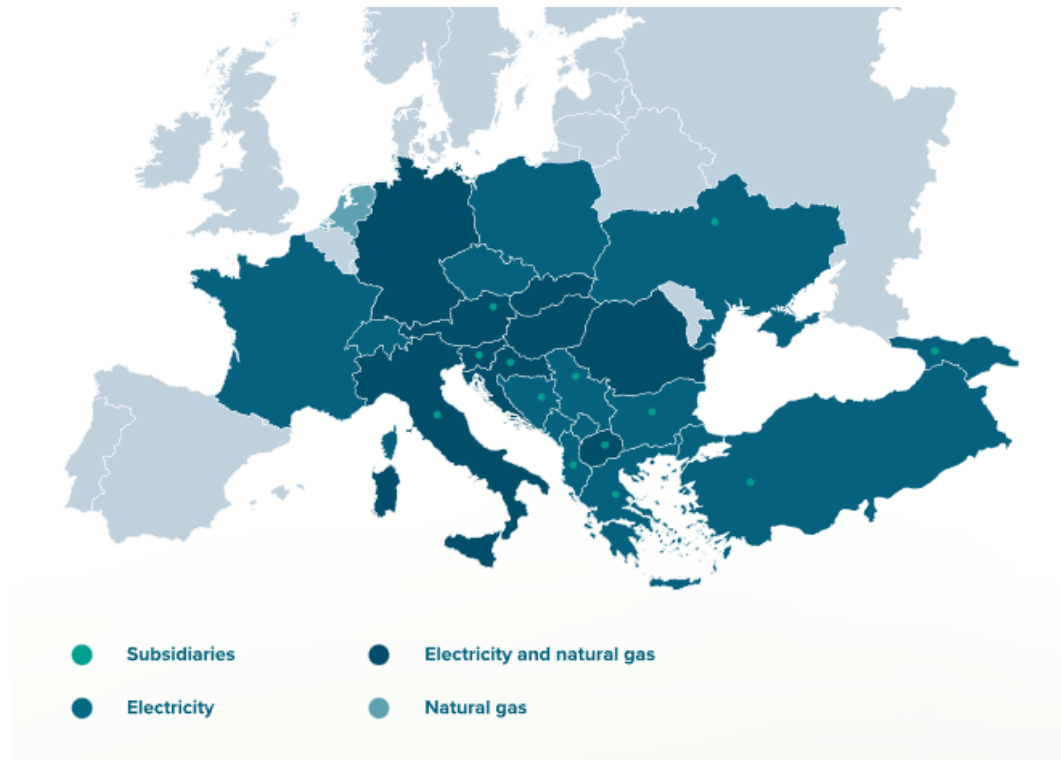 Subsidiaries
Electricity and natural gas
Electricity
Natural gas